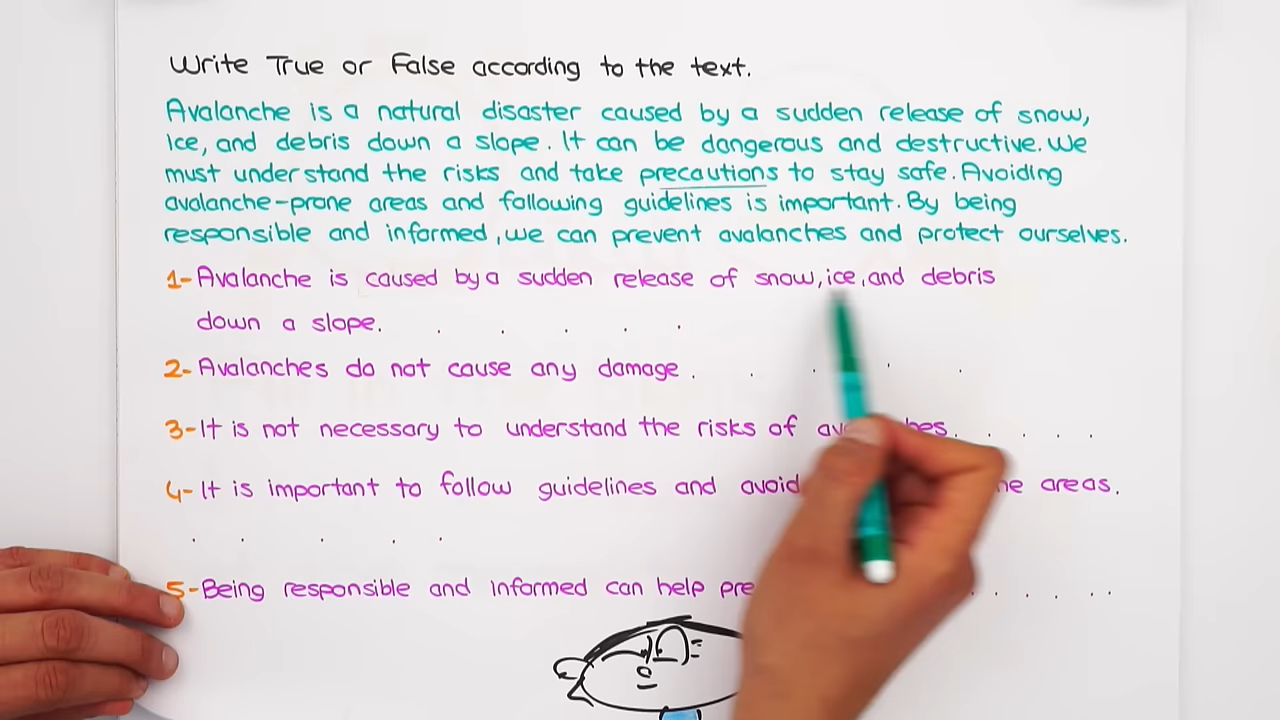 Write True or False according to the text.
Avalanche is a natural disaster caused by a sudden release of snow,
Ice, and debris down a slope. It can be dangerous and destructive. We
must understand the risks and take precautions to stay safe. Avoiding
avalanche-prone areas and following guidelines is important. By being
responsible and informed, we can prevent avalanches and protect ourselves.
1- Avalanche is caused by a sudden release of snow, ice, and debris
down a slope. . . . . .
2- Avalanches do not cause any damage . . . . .
3- It is not necessary to understand the risks of . . . . .
4- It is important to follow guidelines and avoid areas.
. . . . .
5- Being responsible and informed can help . . . . .